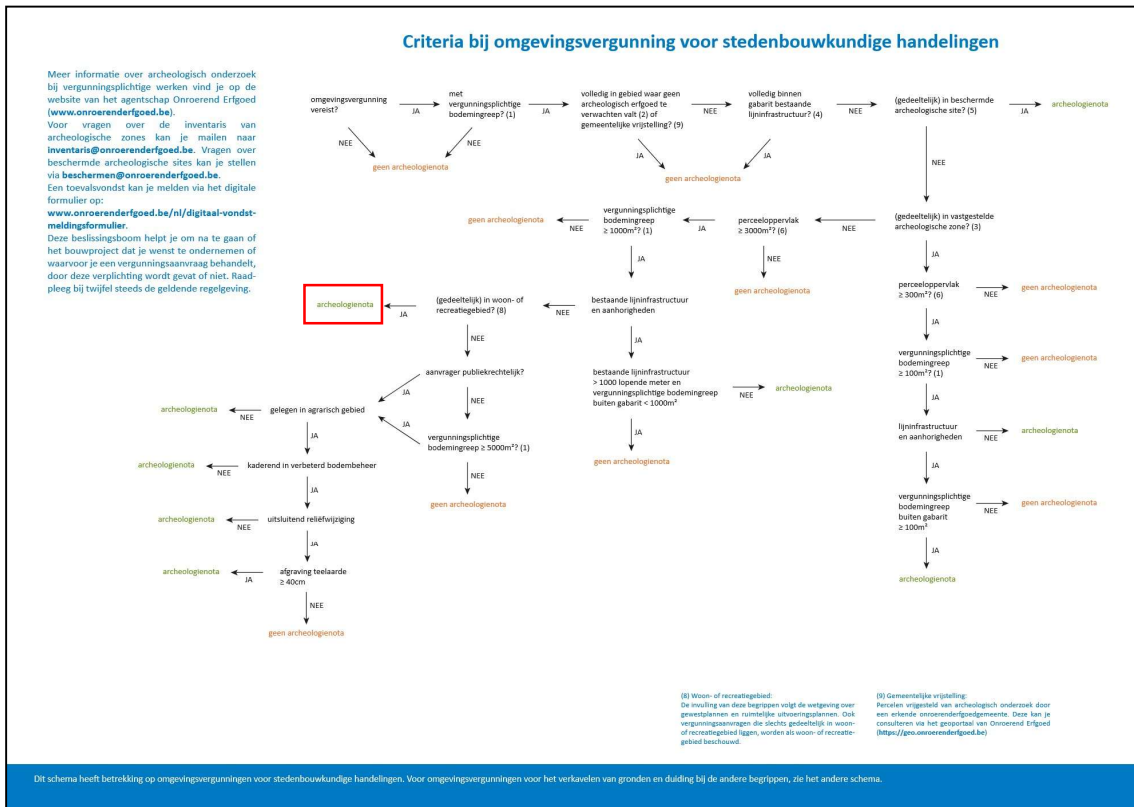 Criteria bij omgevingsvergunning voor stedenbouwkundige handelingen
Meer informatie over archeologisch onderzoek
bij vergunningsplichtige werken vind je op de
website van het agentschap Onroerend Erfgoed
(www.onroerenderfgoed.be).
Voor vragen over de inventaris van
archeologische zones kan je mailen naar
inventaris@onroerenderfgoed.be. Vragen over
beschermde archeologische sites kan je stellen
via beschermen@onroerenderfgoed.be.
Een toevalsvondst kan je melden via het digitale
formulier op:
www.onroerenderfgoed.be/nl/digitaal-vondst-
meldingsformulier.
Deze beslissingsboom helpt je om na te gaan of
het bouwproject dat je wenst te ondernemen of
waarvoor je een vergunningsaanvraag behandelt,
door deze verplichting wordt gevat of niet. Raad-
pleeg bij twijfel steeds de geldende regelgeving.
omgevingsvergunning
vereist?
JA
NEE
met
vergunningsplichtige
bodemingreep? (1)
JA
NEE
geen archeologienota
volledig in gebied waar geen
archeologisch erfgoed te
verwachten valt (2) of
gemeentelijke vrijstelling? (9)
NEE
JA
volledig binnen
gabarit bestaande
lijninfrastructuur? (4)
NEE
JA
geen archeologienota
(gedeeltelijk) in beschermde
archeologische site? (5)
JA
archeologienota
NEE
(gedeeltelijk) in vastgestelde
archeologische zone? (3)
NEE
JA
perceeloppervlak
≥ 3000m²? (6)
JA
NEE
geen archeologienota
vergunningsplichtige
bodemingreep
≥ 1000m²? (1)
NEE
geen archeologienota
JA
perceeloppervlak
≥ 300m²? (6)
NEE
geen archeologienota
JA
bestaande lijninfrastructuur
en aanhorigheden
NEE
JA
(gedeeltelijk) in woon- of
recreatiegebied? (8)
JA
archeologienota
NEE
vergunningsplichtige
bodemingreep
≥ 100m²? (1)
NEE
geen archeologienota
JA
bestaande lijninfrastructuur
> 1000 lopende meter en
vergunningsplichtige bodemingreep
buiten gabarit < 1000m²
NEE
archeologienota
JA
geen archeologienota
aanvrager publiekrechtelijk?
JA
NEE
gelegen in agrarisch gebied
NEE
archeologienota
JA
vergunningsplichtige
bodemingreep ≥ 5000m²? (1)
JA
NEE
geen archeologienota
lijninfrastructuur
en aanhorigheden
NEE
archeologienota
JA
kaderend in verbeterd bodembeheer
NEE
archeologienota
JA
vergunningsplichtige
bodemingreep
buiten gabarit
≥ 100m²
NEE
geen archeologienota
JA
archeologienota
uitsluitend reliëfwijziging
NEE
archeologienota
JA
afgraving teelaarde
≥ 40cm
JA
archeologienota
NEE
geen archeologienota
(8) Woon- of recreatiegebied:
De invulling van deze begrippen volgt de wetgeving over
gewestplannen en ruimtelijke uitvoeringsplannen. Ook
vergunningsaanvragen die slechts gedeeltelijk in woon-
of recreatiegebied liggen, worden als woon- of recreatie-
gebied beschouwd.
(9) Gemeentelijke vrijstelling:
Percelen vrijgesteld van archeologisch onderzoek door
een erkende onroerenderfgoedgemeente. Deze kan je
consulteren via het geoportaal van Onroerend Erfgoed
(https://geo.onroerenderfgoed.be)
Dit schema heeft betrekking op omgevingsvergunningen voor stedenbouwkundige handelingen. Voor omgevingsvergunningen voor het verkavelen van gronden en duiding bij de andere begrippen, zie het andere schema.